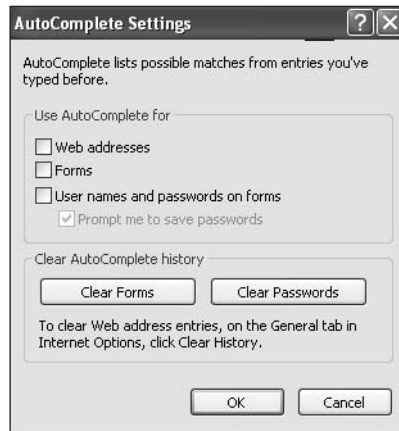 AutoComplete Settings
AutoComplete lists possible matches from entries you've
typed before.
Use AutoComplete for
Web addresses
Forms
User names and passwords on forms
Prompt me to save passwords
Clear AutoComplete history
Clear Forms
Clear Passwords
To clear Web address entries, on the General tab in
Internet Options, click Clear History.
OK
Cancel